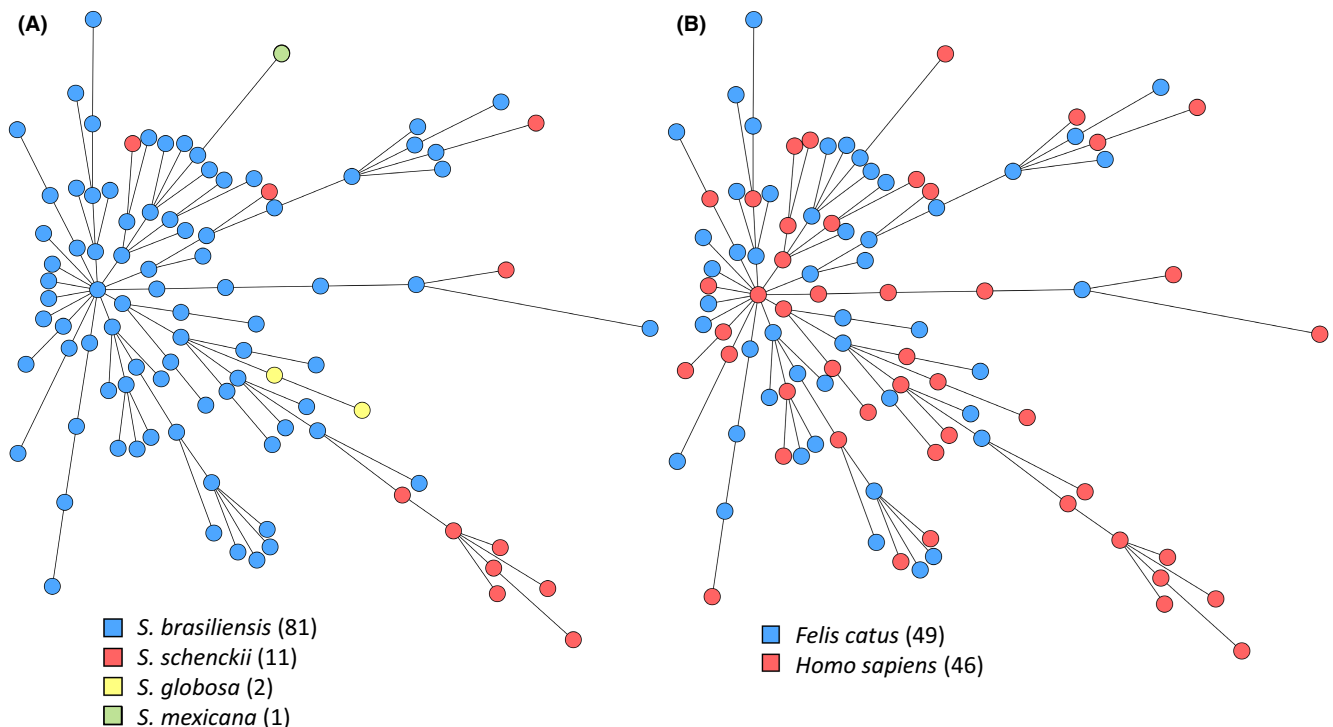 (A)
S. brasiliensis (81)
S. schenckii (11)
S. globosa (2)
S. mexicana (1)
(B)
Felis catus (49)
Homo sapiens (46)